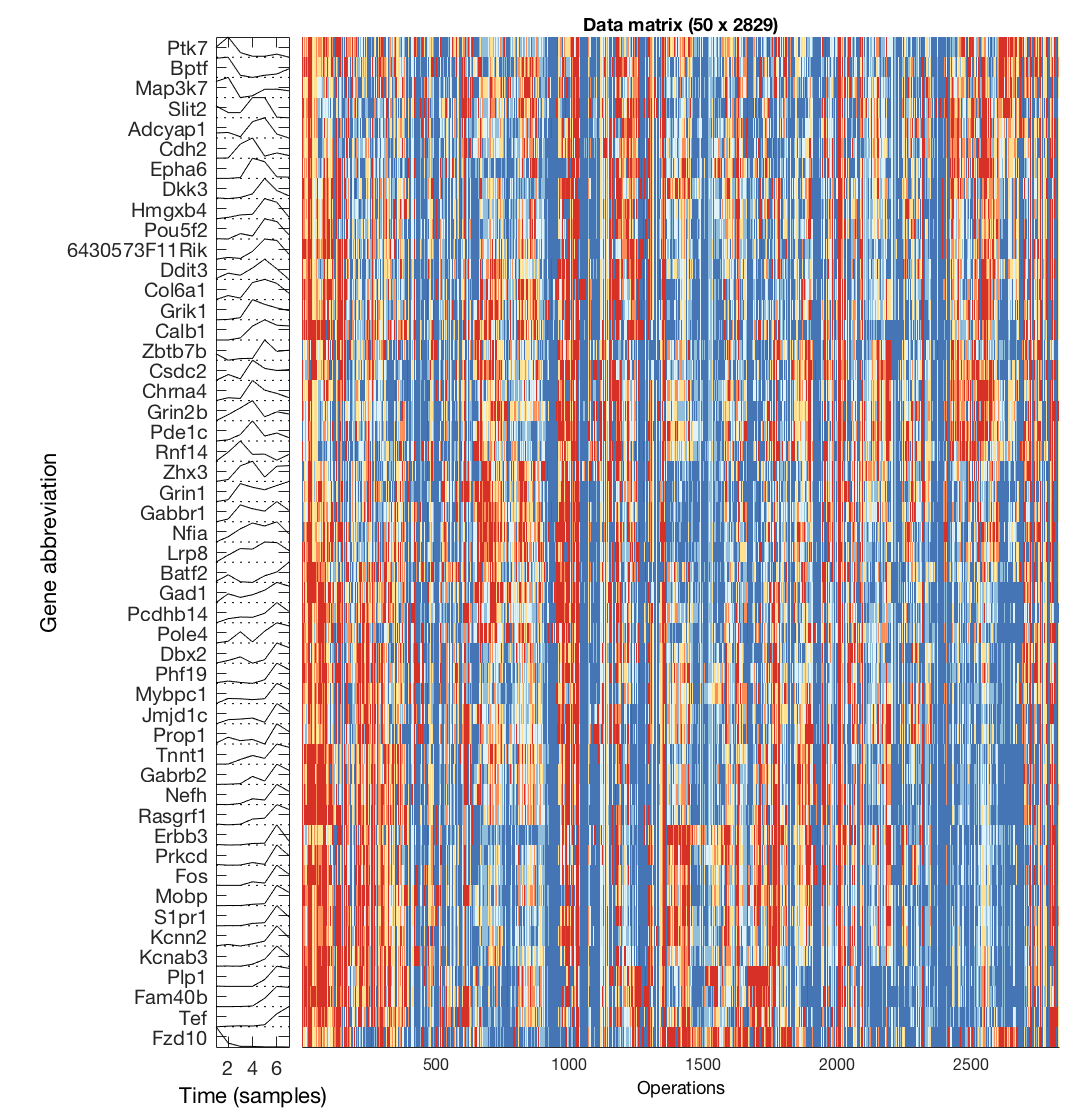 Data matrix (50 x 2829)
Ptk7
Bptf
Map3k7
Slit2
Adcyap1
Cdh2
Epha6
Dkk3
Hmgxb4
Pou5f2
6430573F11Rik
Ddit3
Col6a1
Grik1
Calb1
Zbtb7b
Csdc2
Chrna4
Grin2b
Pde1c
Rnf14
Zhx3
Grin1
Gabbr1
Nfia
Lrp8
Batf2
Gad1
Pcdhb14
Pole4
Dbx2
Phf19
Mybpc1
Jmjd1c
Prop1
Tnnt1
Gabrb2
Nefh
Rasgrf1
Erbb3
Prkcd
Fos
Mobp
S1pr1
Kcnn2
Kcnab3
Plp1
Fam40b
Tef
Fzd10
Gene abbreviation
2 4 6
Time (samples)
500 1000 1500 2000 2500
Operations